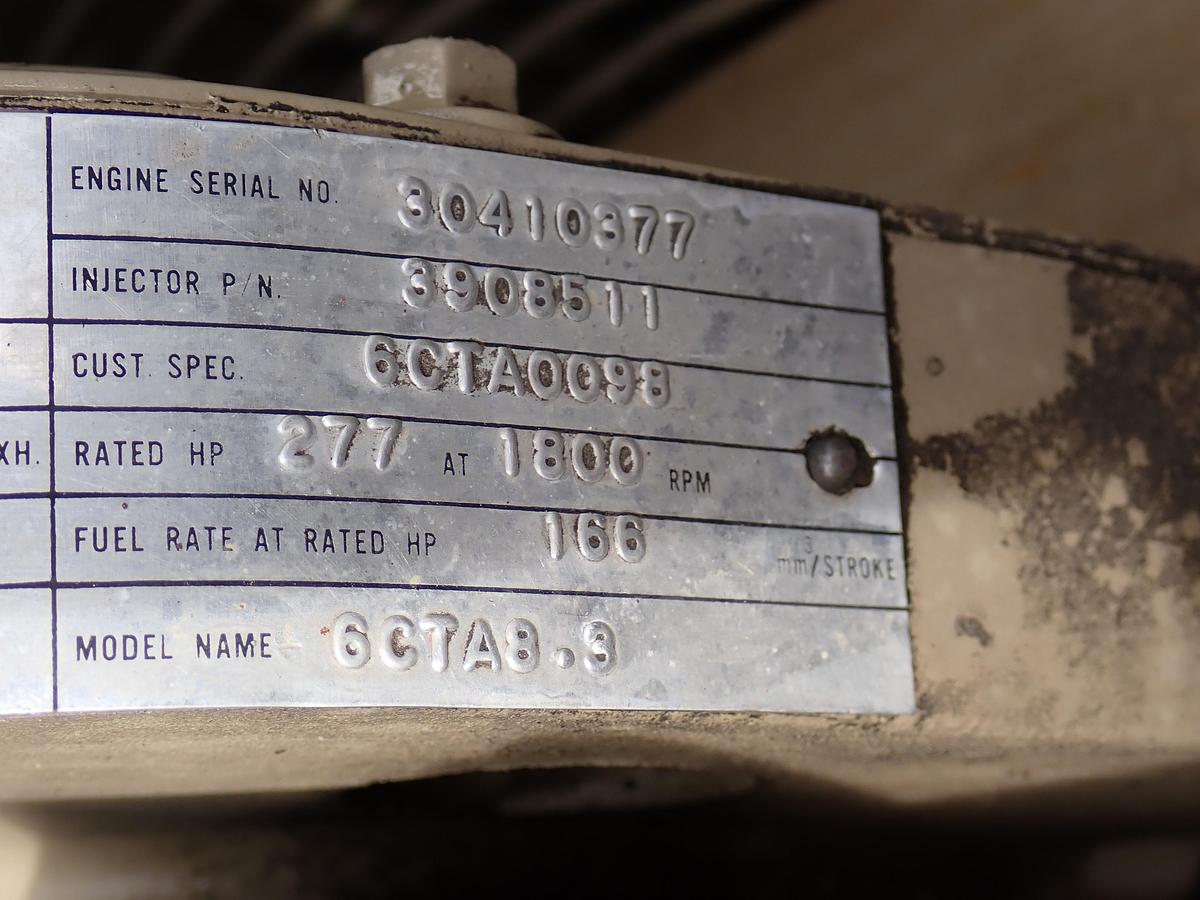 ENGINE SERIAL NO. 30410377
INJECTOR P/N. 3908511
CUST. SPEC. 6CTA0098
XH. RATED HP 277 AT 1800 RPM
FUEL RATE AT RATED HP 166 mm³/STROKE
MODEL NAME 6CTA8.3